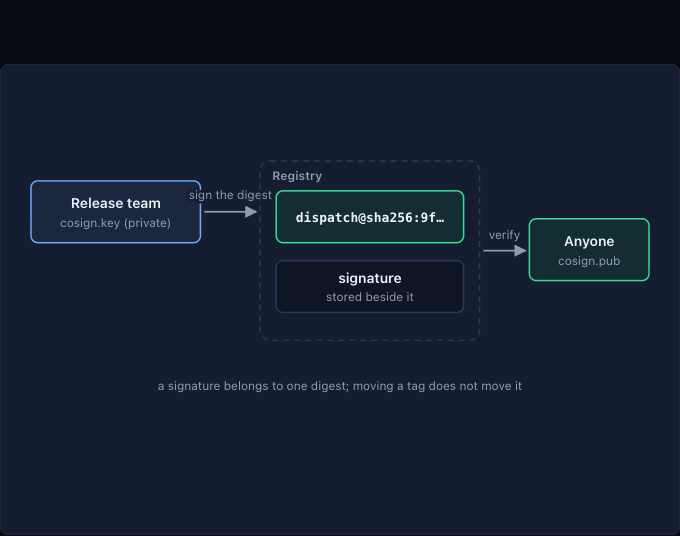 Release team
cosign.key (private)
sign the digest
Registry
dispatch@sha256:9f…
signature
stored beside it
verify
Anyone
cosign.pub
a signature belongs to one digest; moving a tag does not move it